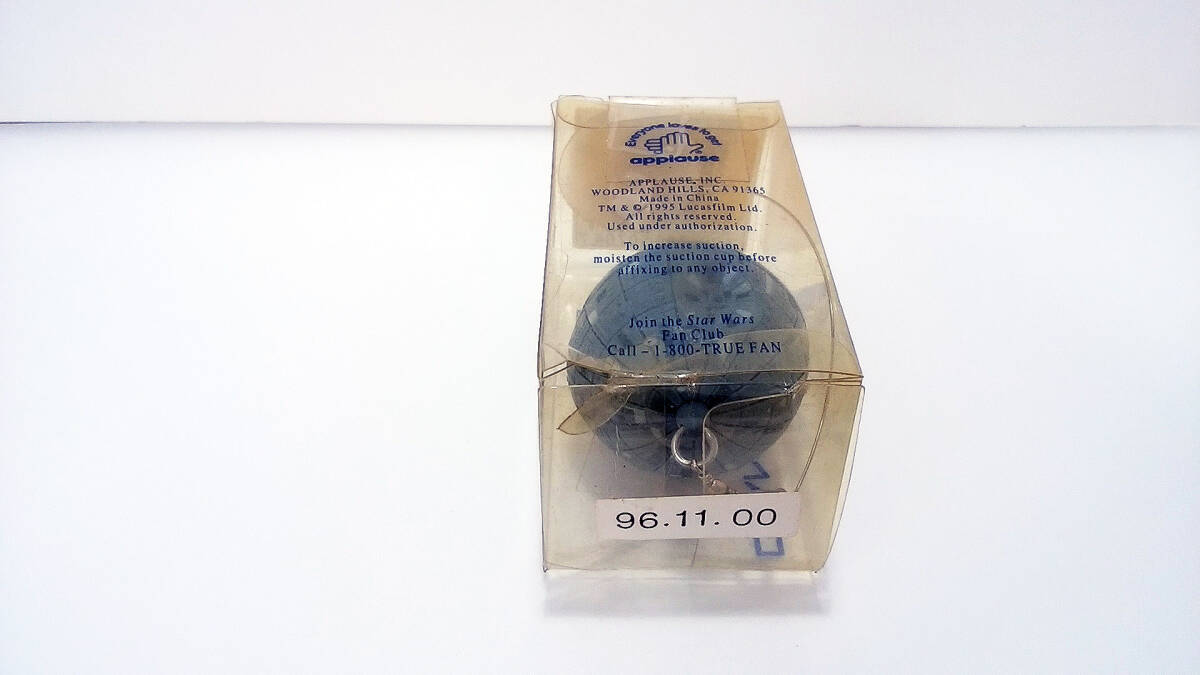 Everyone loves to get
applause
APPLAUSE, INC.
WOODLAND HILLS, CA 91365
Made in China
TM & © 1995 Lucasfilm Ltd.
All rights reserved.
Used under authorization.
To increase suction,
moisten the suction cup before
affixing to any object.
Join the Star Wars
Fan Club
Call – 1-800-TRUE FAN
96.11.00